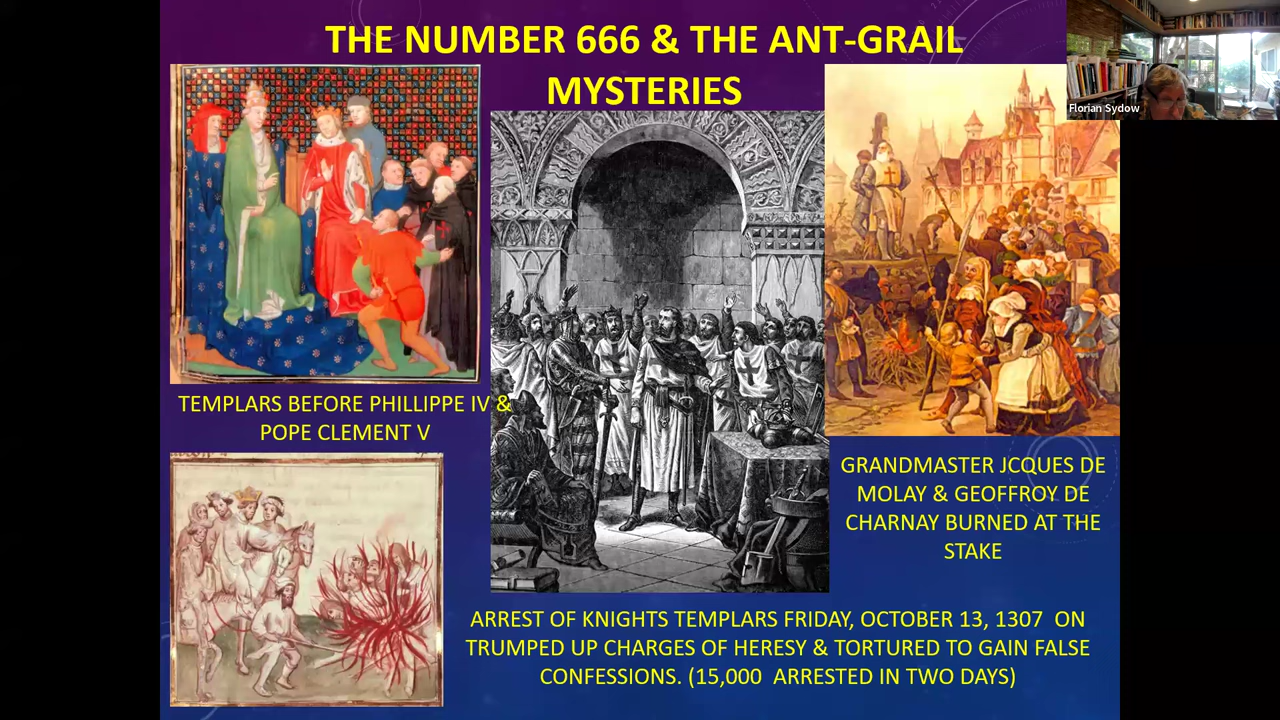 THE NUMBER 666 & THE ANT-GRAIL
MYSTERIES
Florian Sydow
TEMPLARS BEFORE PHILLIPPE IV &
POPE CLEMENT V
GRANDMASTER JCQUES DE
MOLAY & GEOFFROY DE
CHARNAY BURNED AT THE
STAKE
ARREST OF KNIGHTS TEMPLARS FRIDAY, OCTOBER 13, 1307 ON
TRUMPED UP CHARGES OF HERESY & TORTURED TO GAIN FALSE
CONFESSIONS. (15,000 ARRESTED IN TWO DAYS)